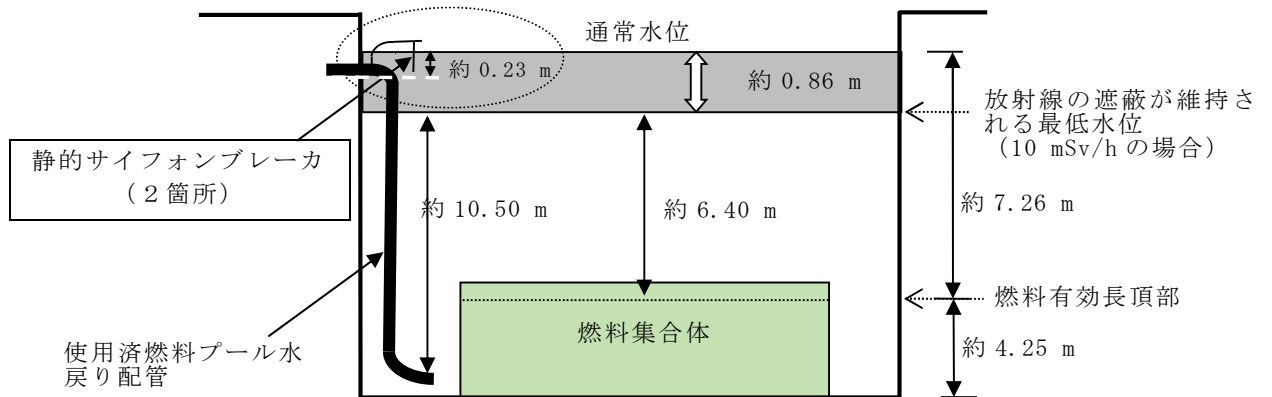 通常水位
約 0.23 m
約 0.86 m
放射線の遮蔽が維持さ
れる最低水位
（10 mSv/h の場合）
静的サイフォンブレーカ
（２箇所）
約 10.50 m
約 6.40 m
約 7.26 m
燃料有効長頂部
燃料集合体
使用済燃料プール水
戻り配管
約 4.25 m